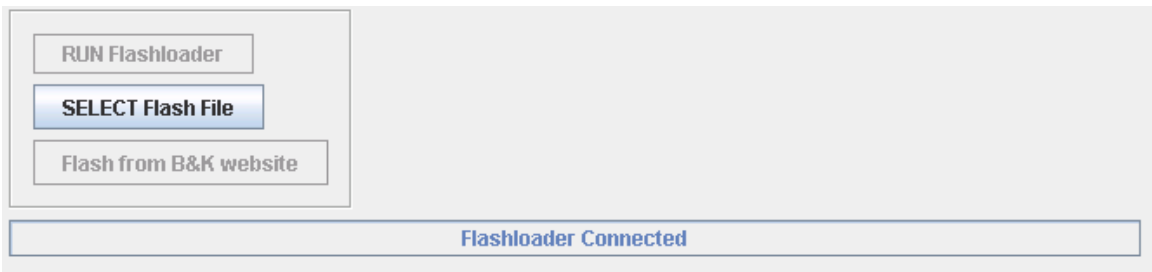 RUN Flashloader
SELECT Flash File
Flash from B&K website
Flashloader Connected